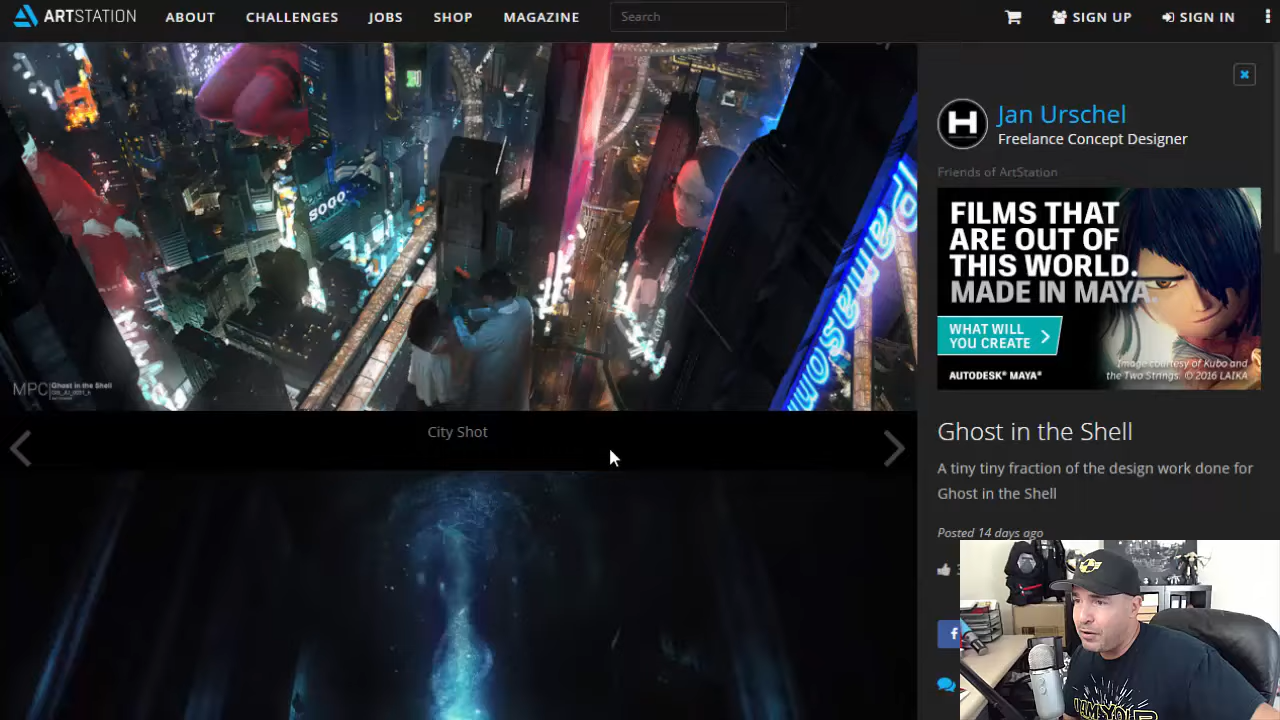 ARTSTATION ABOUT CHALLENGES JOBS SHOP MAGAZINE Search SIGN UP SIGN IN
SOGO
MPC Ghost in the Shell
City Shot
Jan Urschel
Freelance Concept Designer
Friends of ArtStation
FILMS THAT
ARE OUT OF
THIS WORLD.
MADE IN MAYA.
WHAT WILL
YOU CREATE
Image courtesy of Kubo and
the Two Strings. © 2016 LAIKA
AUTODESK® MAYA®
Ghost in the Shell
A tiny tiny fraction of the design work done for
Ghost in the Shell
Posted 14 days ago